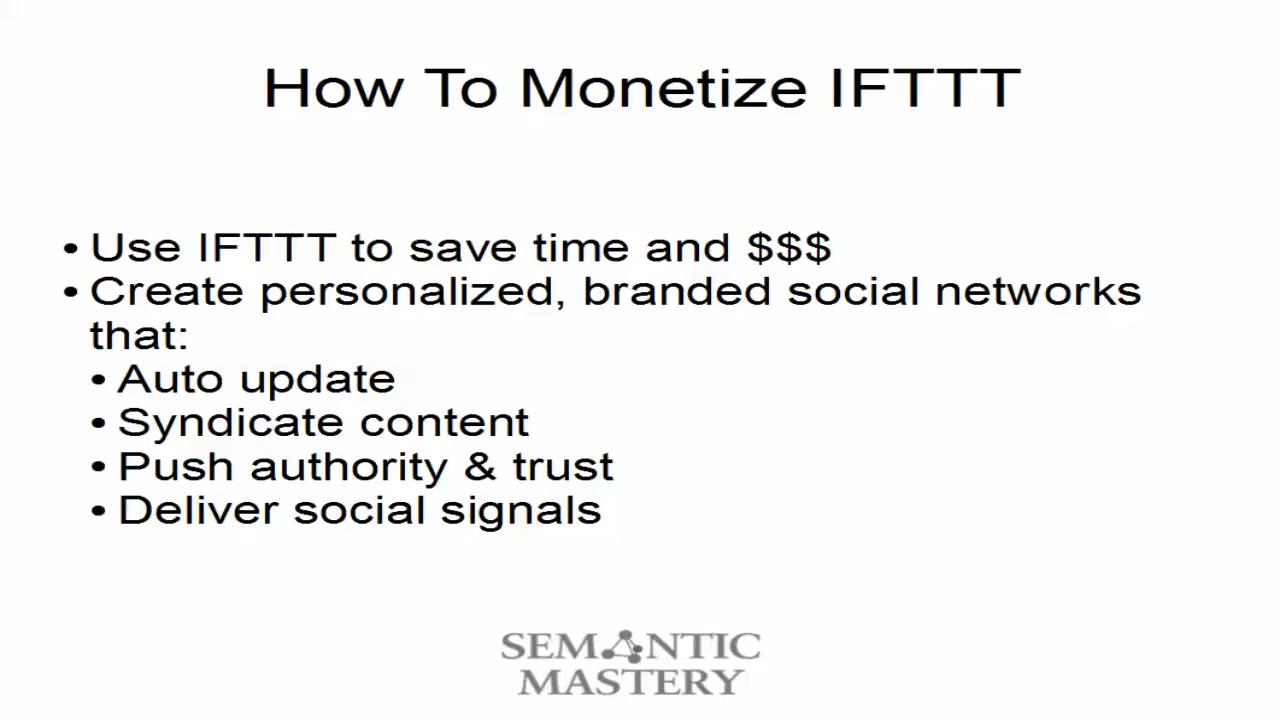 How To Monetize IFTTT
• Use IFTTT to save time and $$$
• Create personalized, branded social networks
that:
• Auto update
• Syndicate content
• Push authority & trust
• Deliver social signals
SEMANTIC
MASTERY